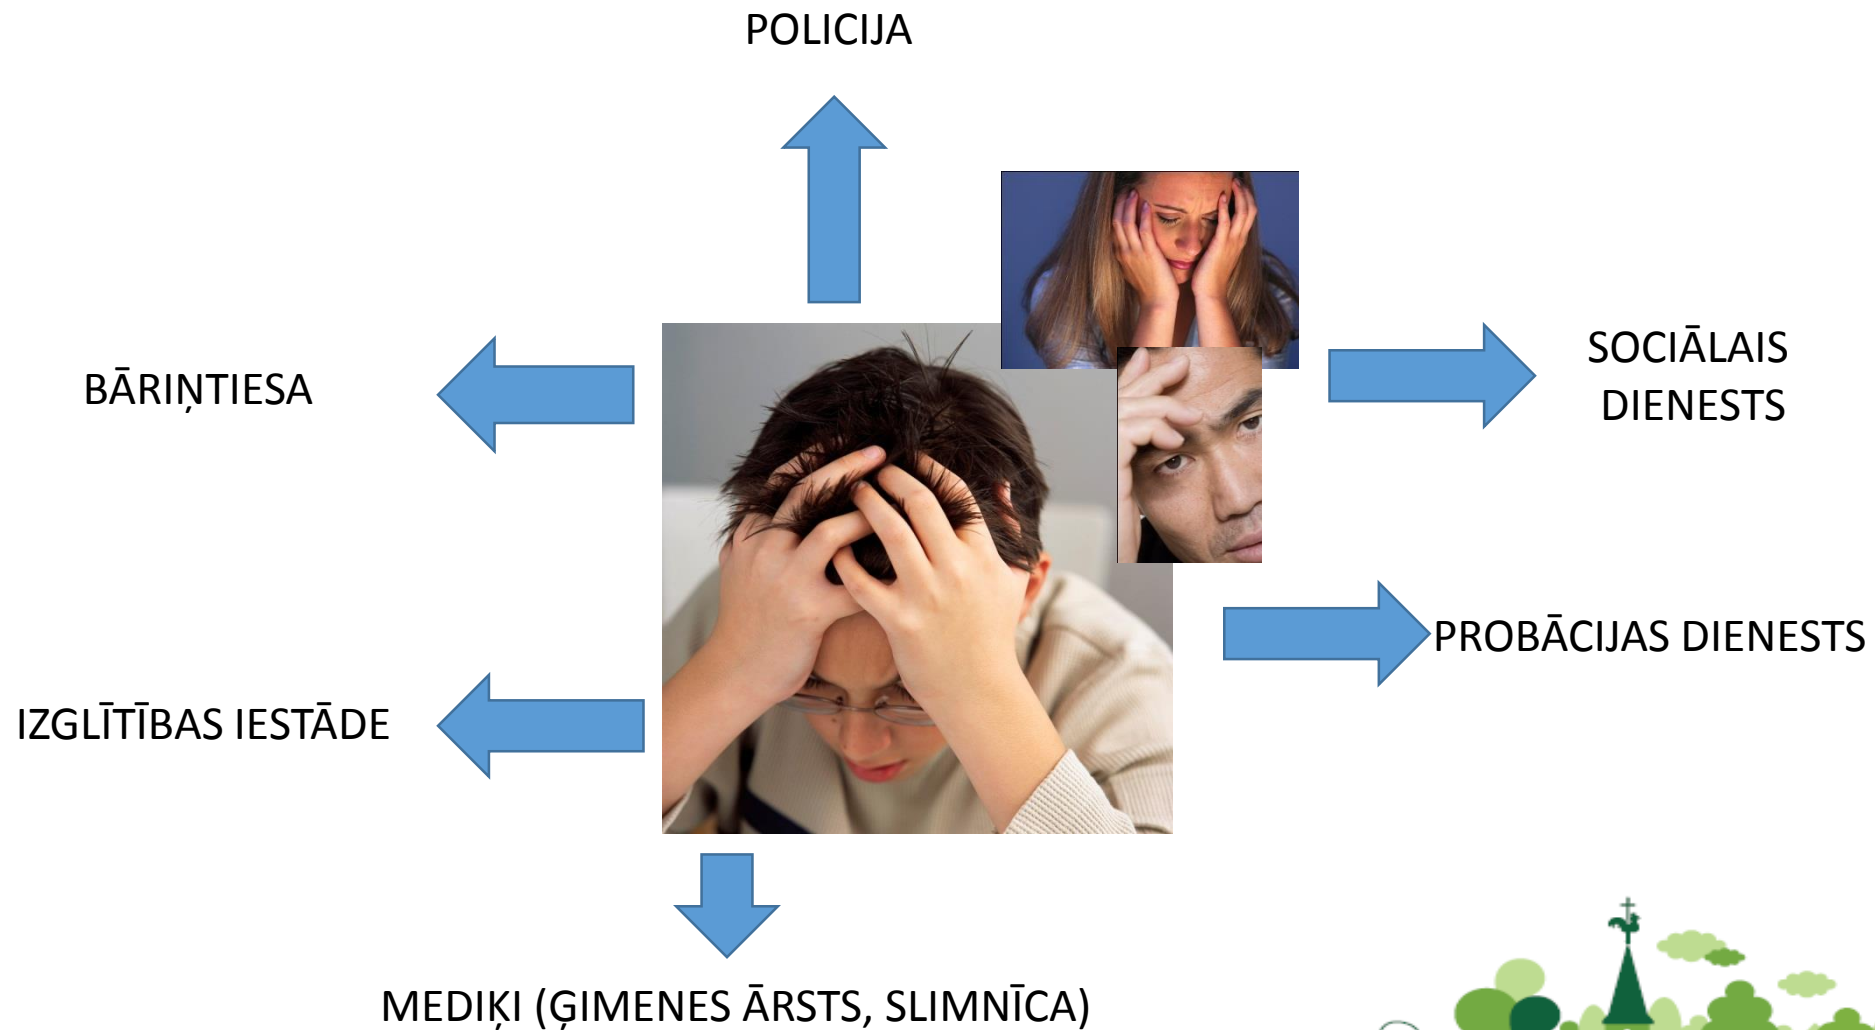 POLICIJA
BĀRIŅTIESA
SOCIĀLAIS
DIENESTS
PROBĀCIJAS DIENESTS
IZGLĪTĪBAS IESTĀDE
MEDIĶI (ĢIMENES ĀRSTS, SLIMNĪCA)